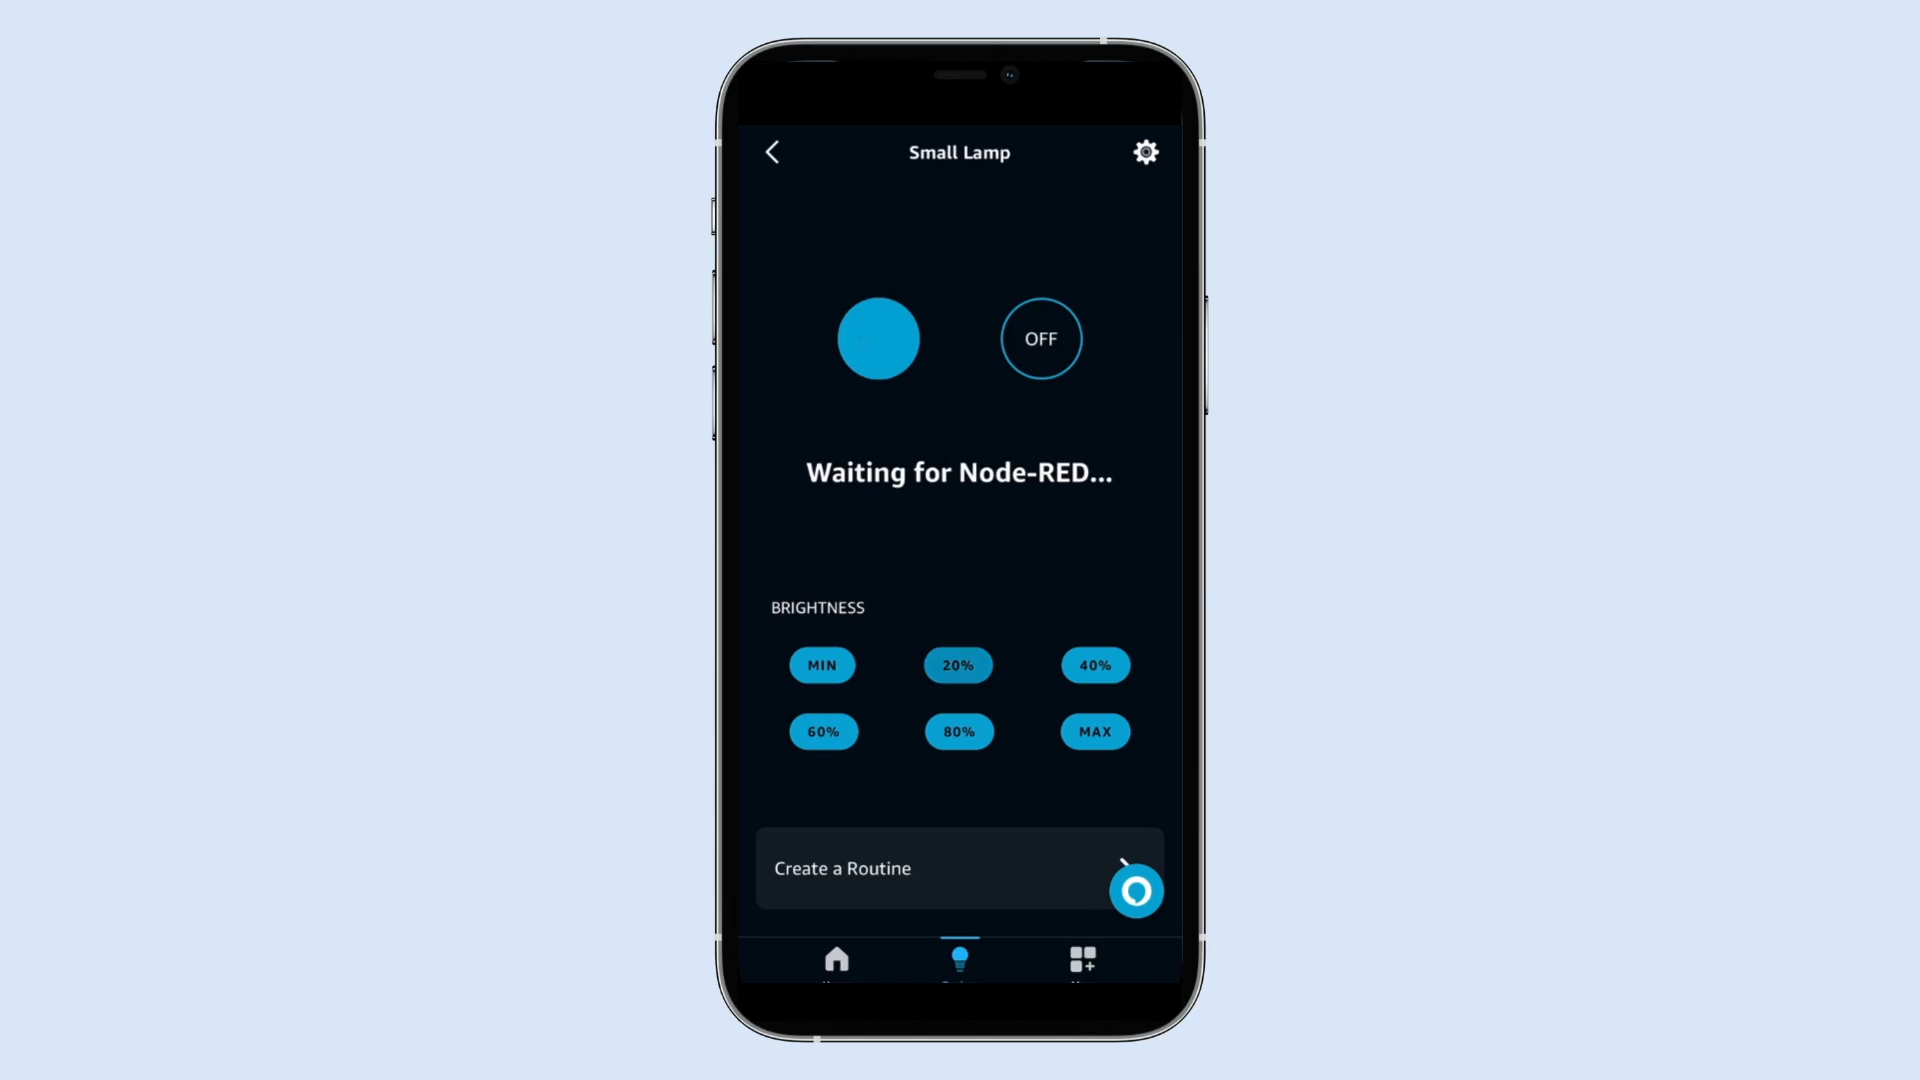 Small Lamp
OFF
Waiting for Node-RED...
BRIGHTNESS
MIN 20% 40%
60% 80% MAX
Create a Routine